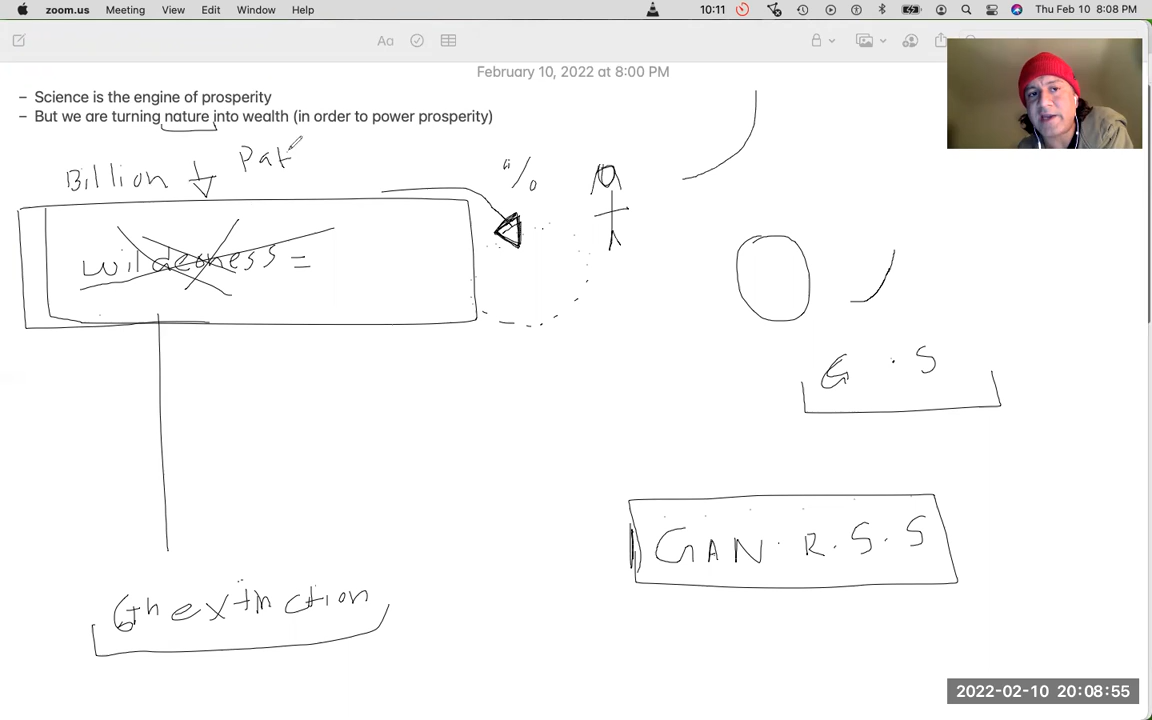 zoom.us Meeting View Edit Window Help 10:11 Thu Feb 10 8:08 PM
Aa
February 10, 2022 at 8:00 PM
– Science is the engine of prosperity
– But we are turning nature into wealth (in order to power prosperity)
Billion Pat
%
wilderness =
G . S
GAN . R . S . S
6th extinction
2022-02-10 20:08:55